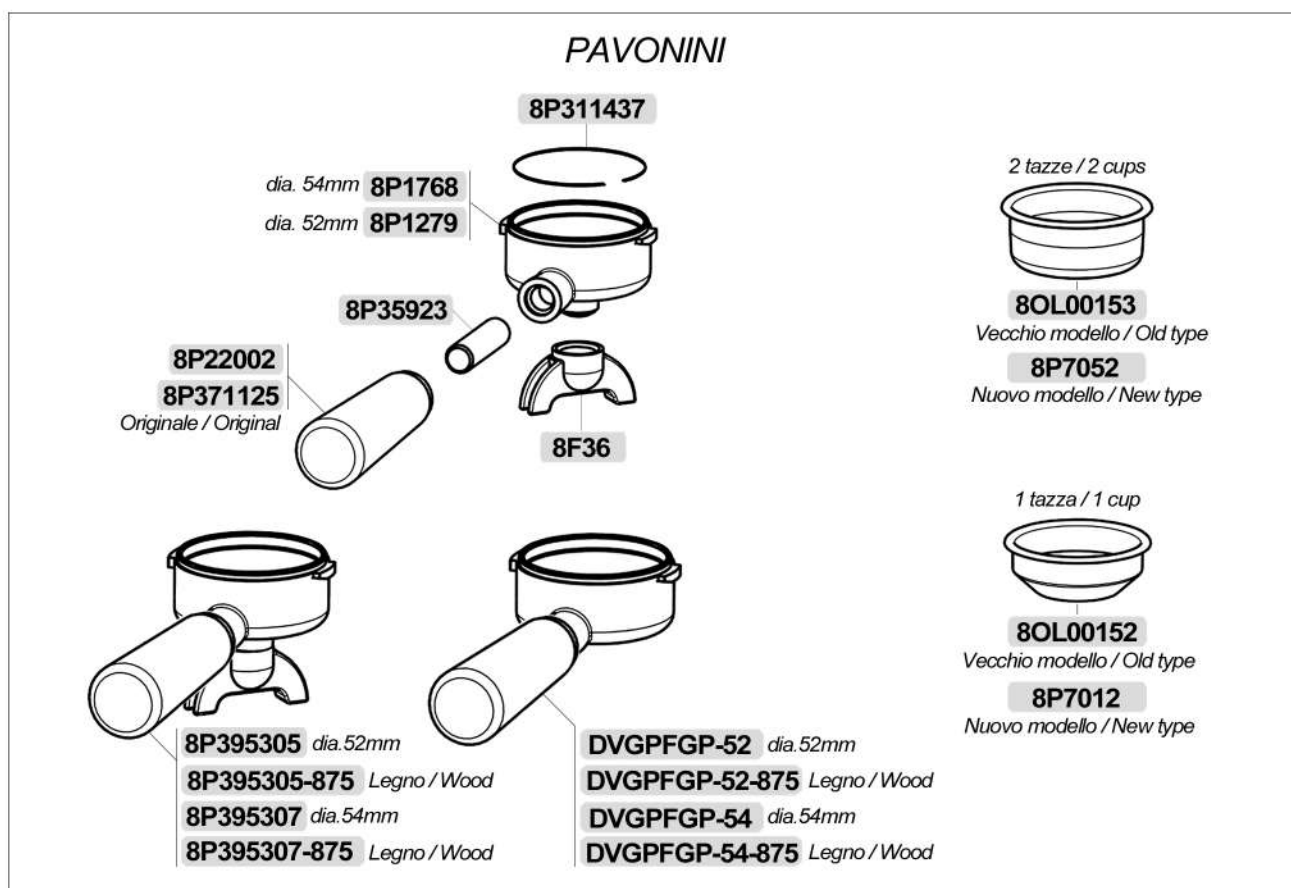 PAVONINI
8P311437
dia. 54mm 8P1768
dia. 52mm 8P1279
8P35923
8P22002
8P371125
Originale / Original
8F36
2 tazze / 2 cups
8OL00153
Vecchio modello / Old type
8P7052
Nuovo modello / New type
1 tazza / 1 cup
8OL00152
Vecchio modello / Old type
8P7012
Nuovo modello / New type
8P395305 dia.52mm
8P395305-875 Legno / Wood
8P395307 dia.54mm
8P395307-875 Legno / Wood
DVGPFGP-52 dia.52mm
DVGPFGP-52-875 Legno / Wood
DVGPFGP-54 dia.54mm
DVGPFGP-54-875 Legno / Wood